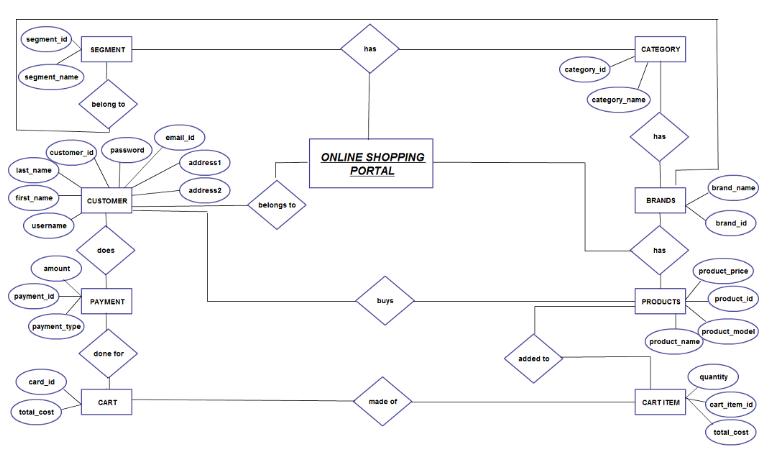 segment_id
SEGMENT
has
CATEGORY
segment_name
category_id
category_name
belong to
has
ONLINE SHOPPING
PORTAL
email_id
password
customer_id
address1
last_name
address2
first_name
CUSTOMER
username
belongs to
BRANDS
brand_name
brand_id
does
has
amount
payment_id
PAYMENT
payment_type
buys
PRODUCTS
product_price
product_id
product_model
product_name
done for
added to
card_id
CART
total_cost
made of
CART ITEM
quantity
cart_item_id
total_cost